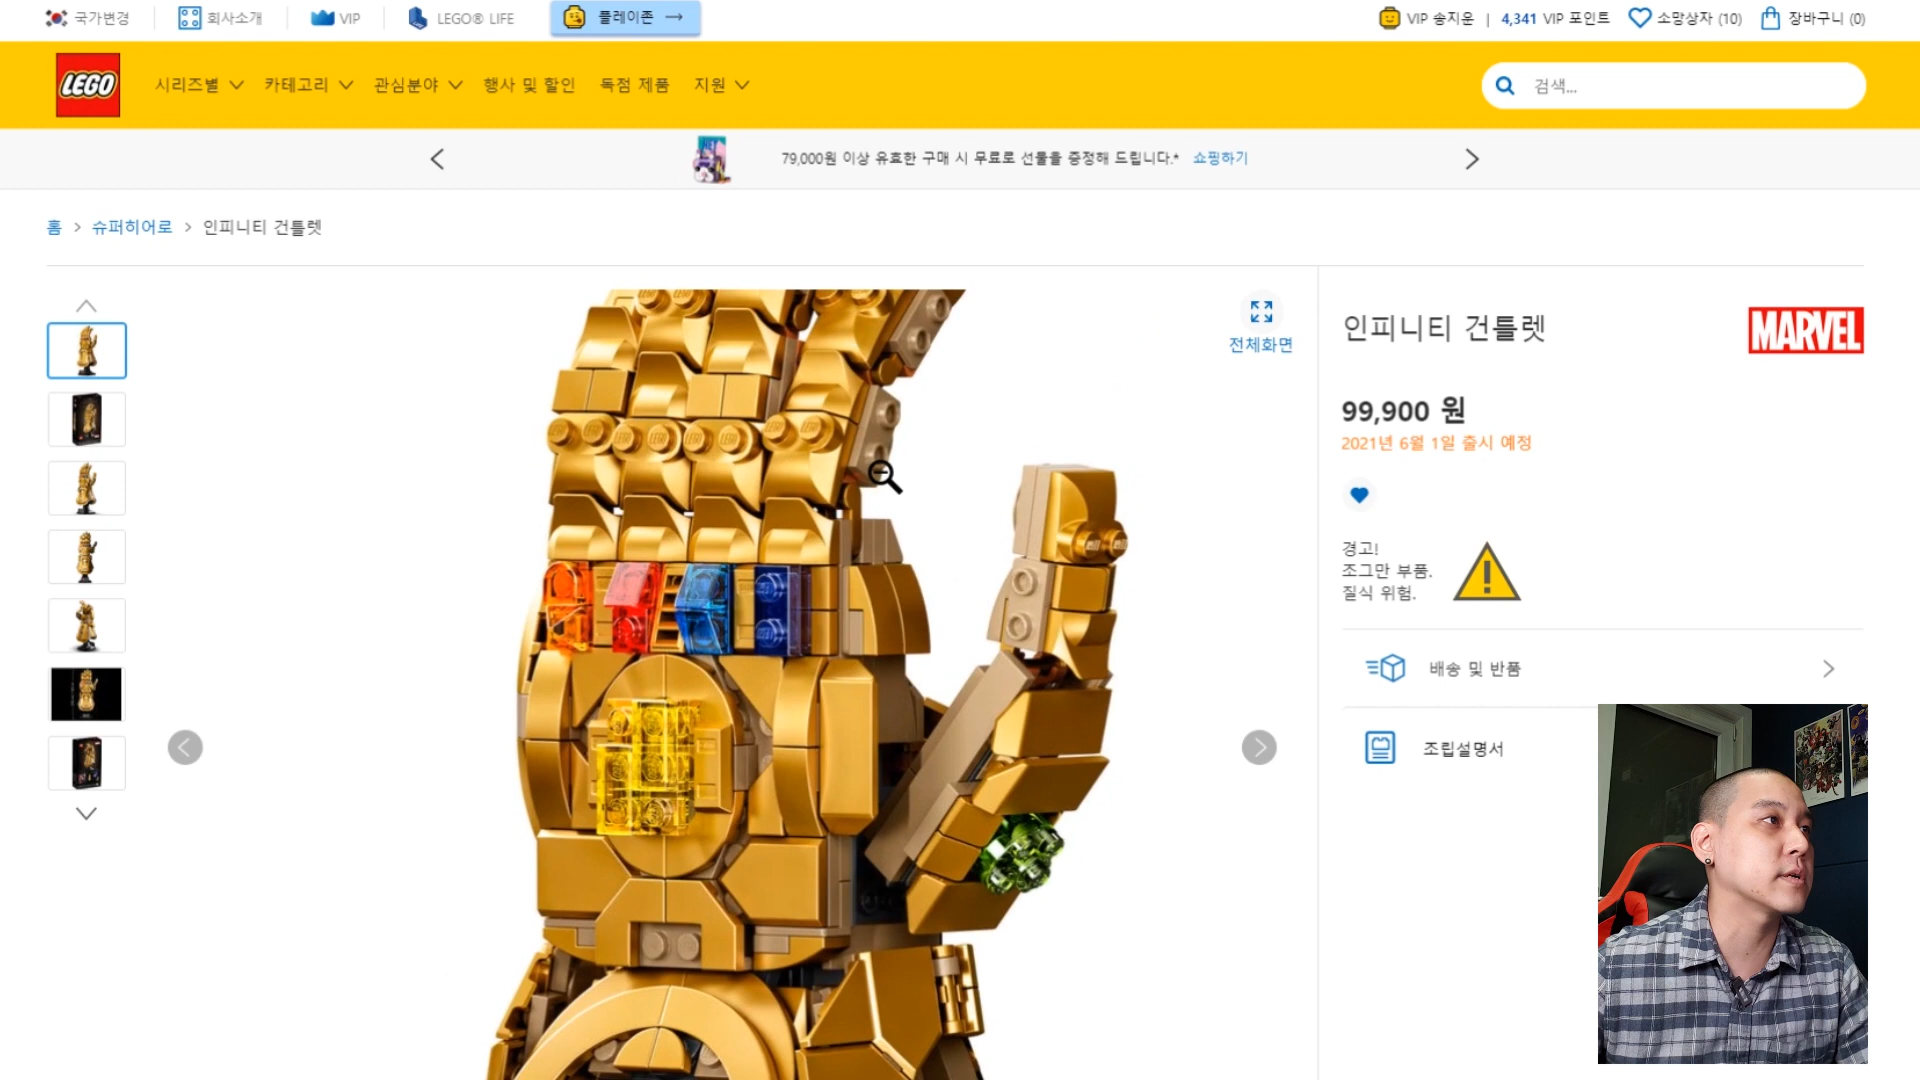 국가변경
회사소개
VIP
LEGO® LIFE
플레이존 →
VIP 송지운 | 4,341 VIP 포인트
소망상자 (10)
장바구니 (0)
LEGO
시리즈별
카테고리
관심분야
행사 및 할인
독점 제품
지원
검색...
79,000원 이상 유효한 구매 시 무료로 선물을 증정해 드립니다.* 쇼핑하기
홈 > 슈퍼히어로 > 인피니티 건틀렛
전체화면
인피니티 건틀렛
MARVEL
99,900 원
2021년 6월 1일 출시 예정
경고!
조그만 부품.
질식 위험.
배송 및 반품
조립설명서